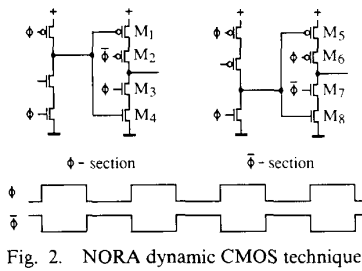 + + + +
ϕ M₁ ϕ M₅
ϕ̄ M₂ ϕ M₆
ϕ M₃ ϕ̄ M₇
ϕ M₄ ϕ M₈
ϕ - section ϕ̄ - section
ϕ
ϕ̄
Fig. 2. NORA dynamic CMOS technique